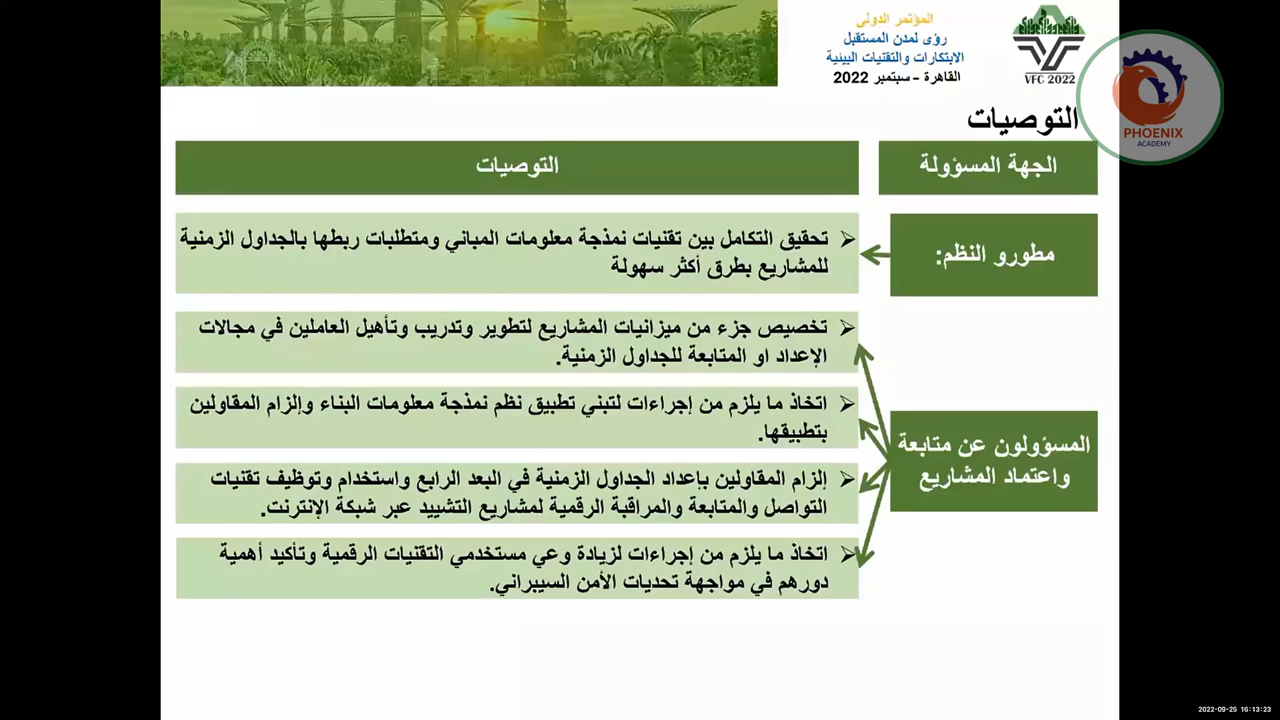 المؤتمر الدولى
رؤى لمدن المستقبل
الابتكارات والتقنيات البيئية
القاهرة – سبتمبر 2022
VFC 2022
PHOENIX
ACADEMY
التوصيات
الجهة المسؤولة
التوصيات
مطورو النظم:
تحقيق التكامل بين تقنيات نمذجة معلومات المباني ومتطلبات ربطها بالجداول الزمنية
للمشاريع بطرق أكثر سهولة
المسؤولون عن متابعة
واعتماد المشاريع
تخصيص جزء من ميزانيات المشاريع لتطوير وتدريب وتأهيل العاملين في مجالات
الإعداد او المتابعة للجداول الزمنية.
اتخاذ ما يلزم من إجراءات لتبني تطبيق نظم نمذجة معلومات البناء وإلزام المقاولين
بتطبيقها.
إلزام المقاولين بإعداد الجداول الزمنية في البعد الرابع واستخدام وتوظيف تقنيات
التواصل والمتابعة والمراقبة الرقمية لمشاريع التشييد عبر شبكة الإنترنت.
اتخاذ ما يلزم من إجراءات لزيادة وعي مستخدمي التقنيات الرقمية وتأكيد أهمية
دورهم في مواجهة تحديات الأمن السيبراني.
2022-09-25 16:13:23